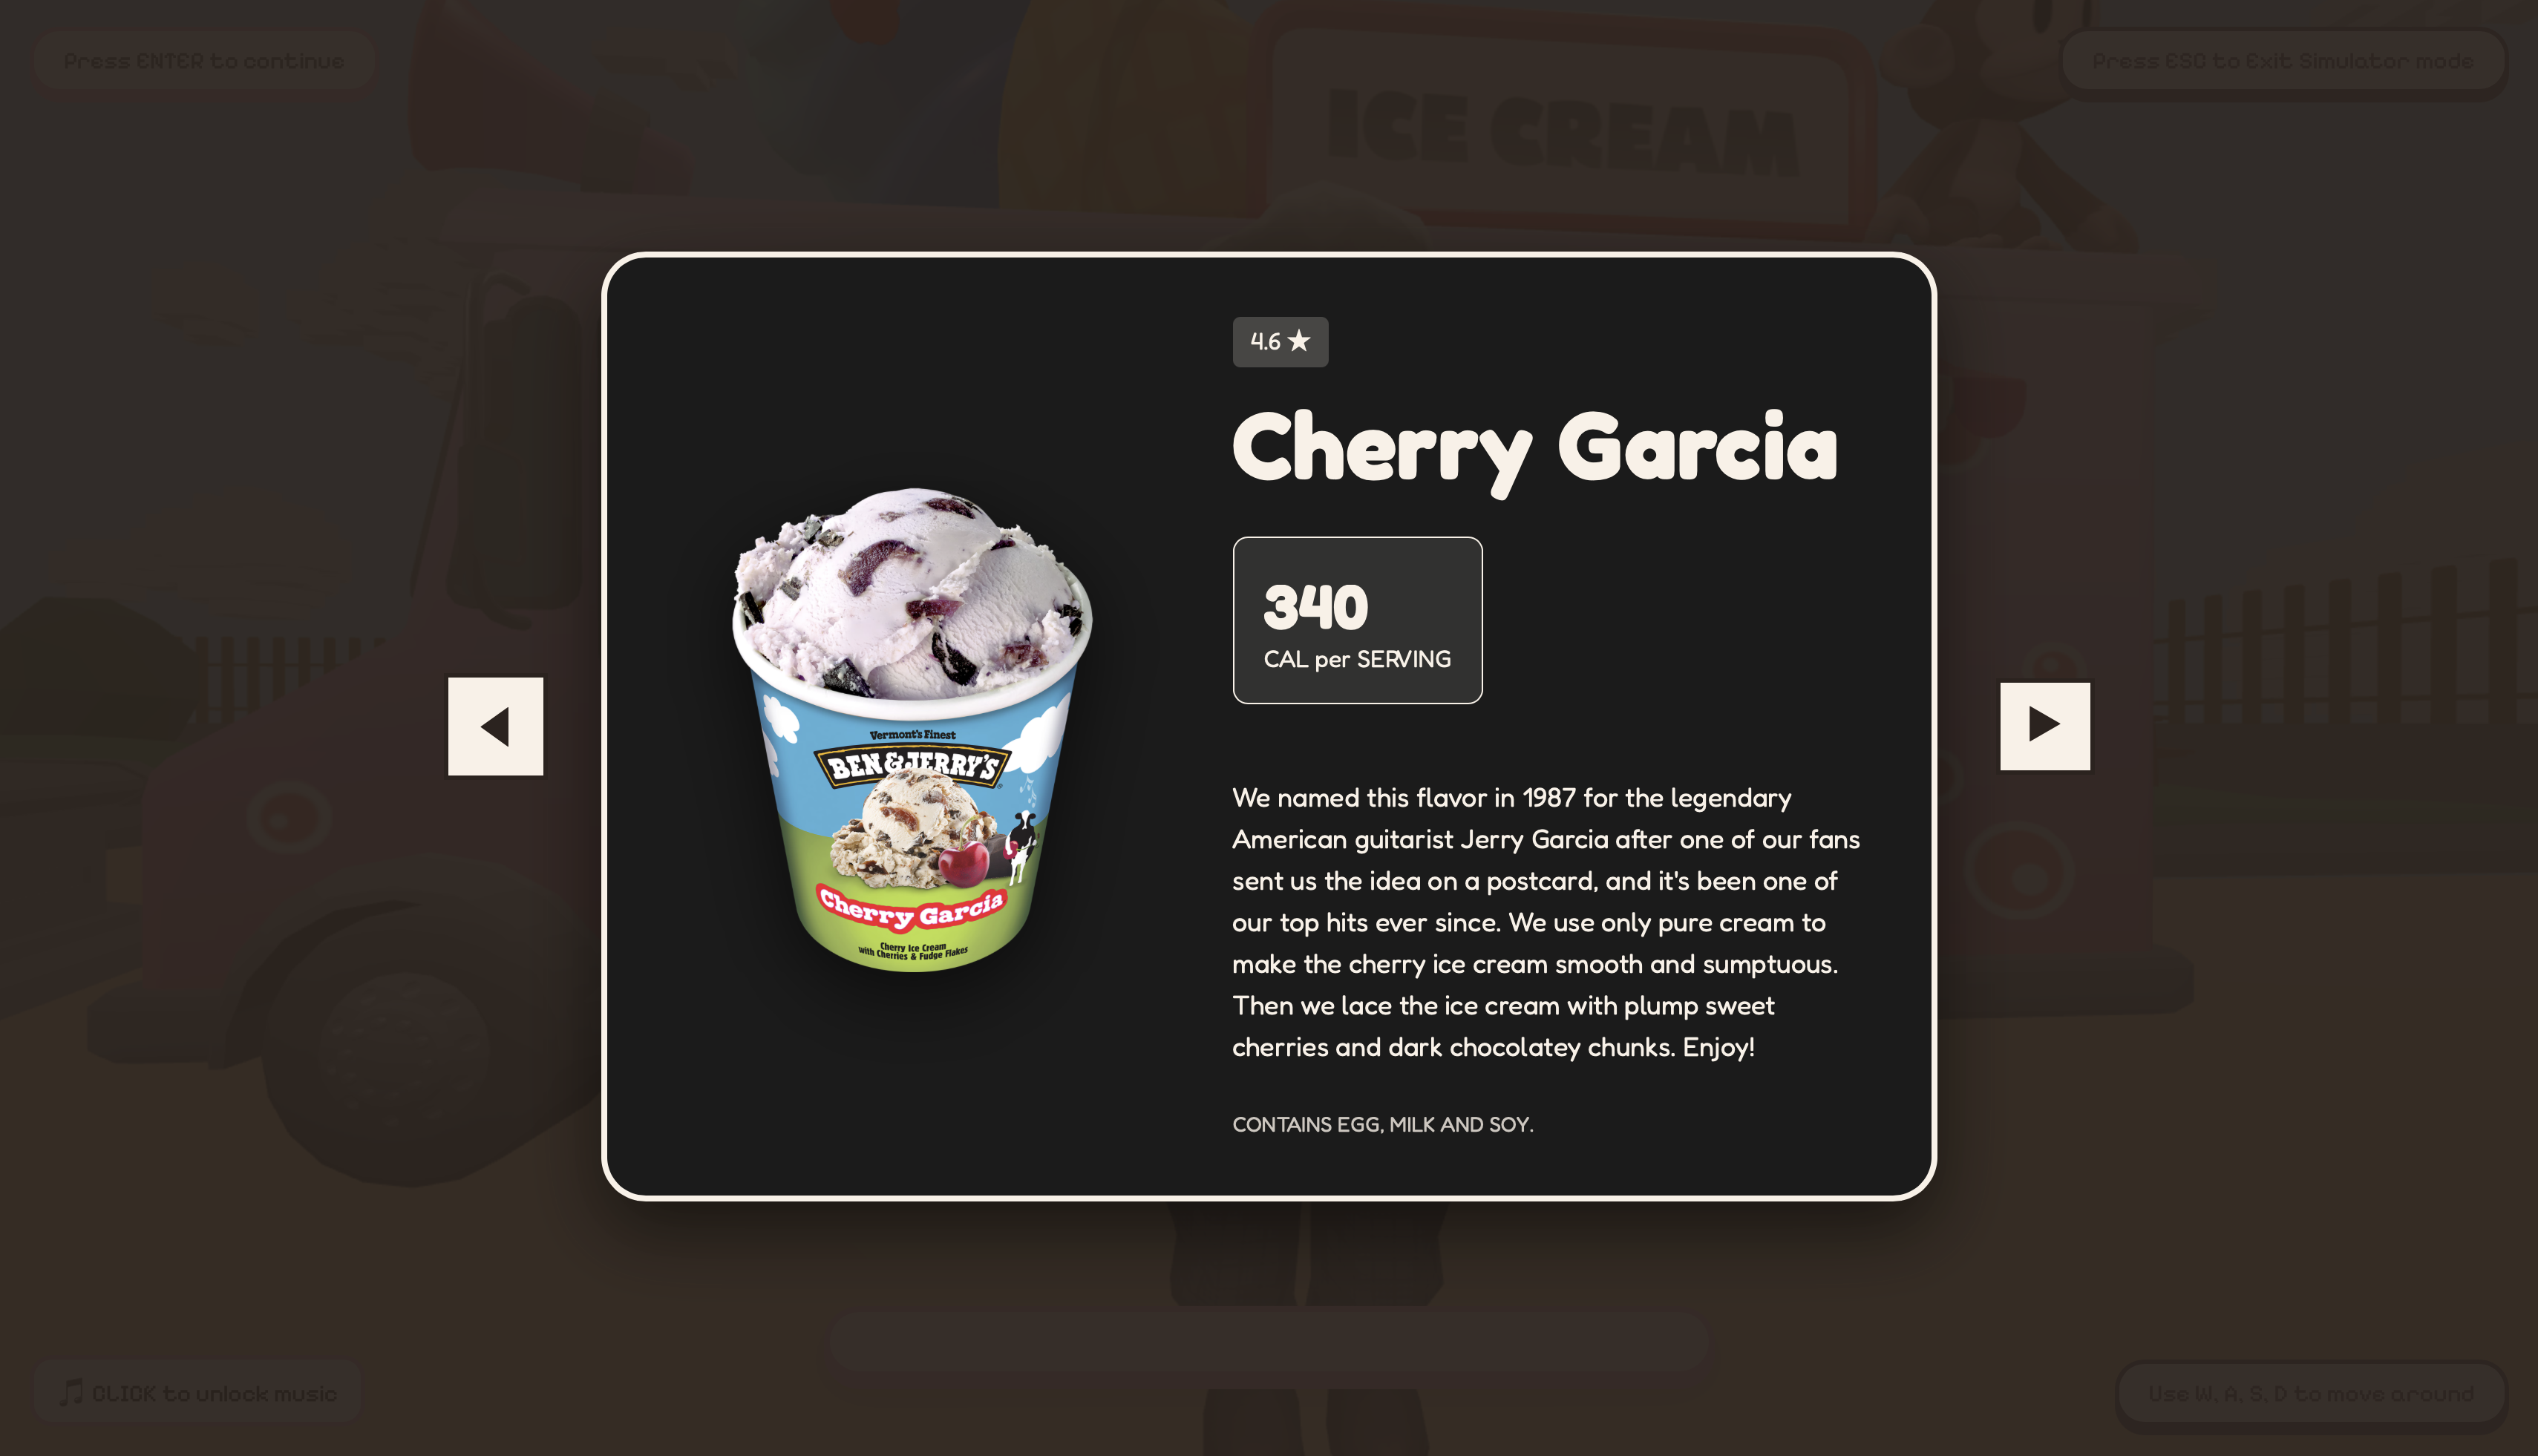 Press ENTER to continue
Press ESC to Exit Simulator mode
ICE CREAM
4.6 ★
Cherry Garcia
340
CAL per SERVING
Vermont's Finest
BEN & JERRY'S
Cherry Garcia
Cherry Ice Cream
with Cherries & Fudge Flakes
We named this flavor in 1987 for the legendary
American guitarist Jerry Garcia after one of our fans
sent us the idea on a postcard, and it's been one of
our top hits ever since. We use only pure cream to
make the cherry ice cream smooth and sumptuous.
Then we lace the ice cream with plump sweet
cherries and dark chocolatey chunks. Enjoy!
CONTAINS EGG, MILK AND SOY.
🎵 CLICK to unlock music
Use W, A, S, D to move around